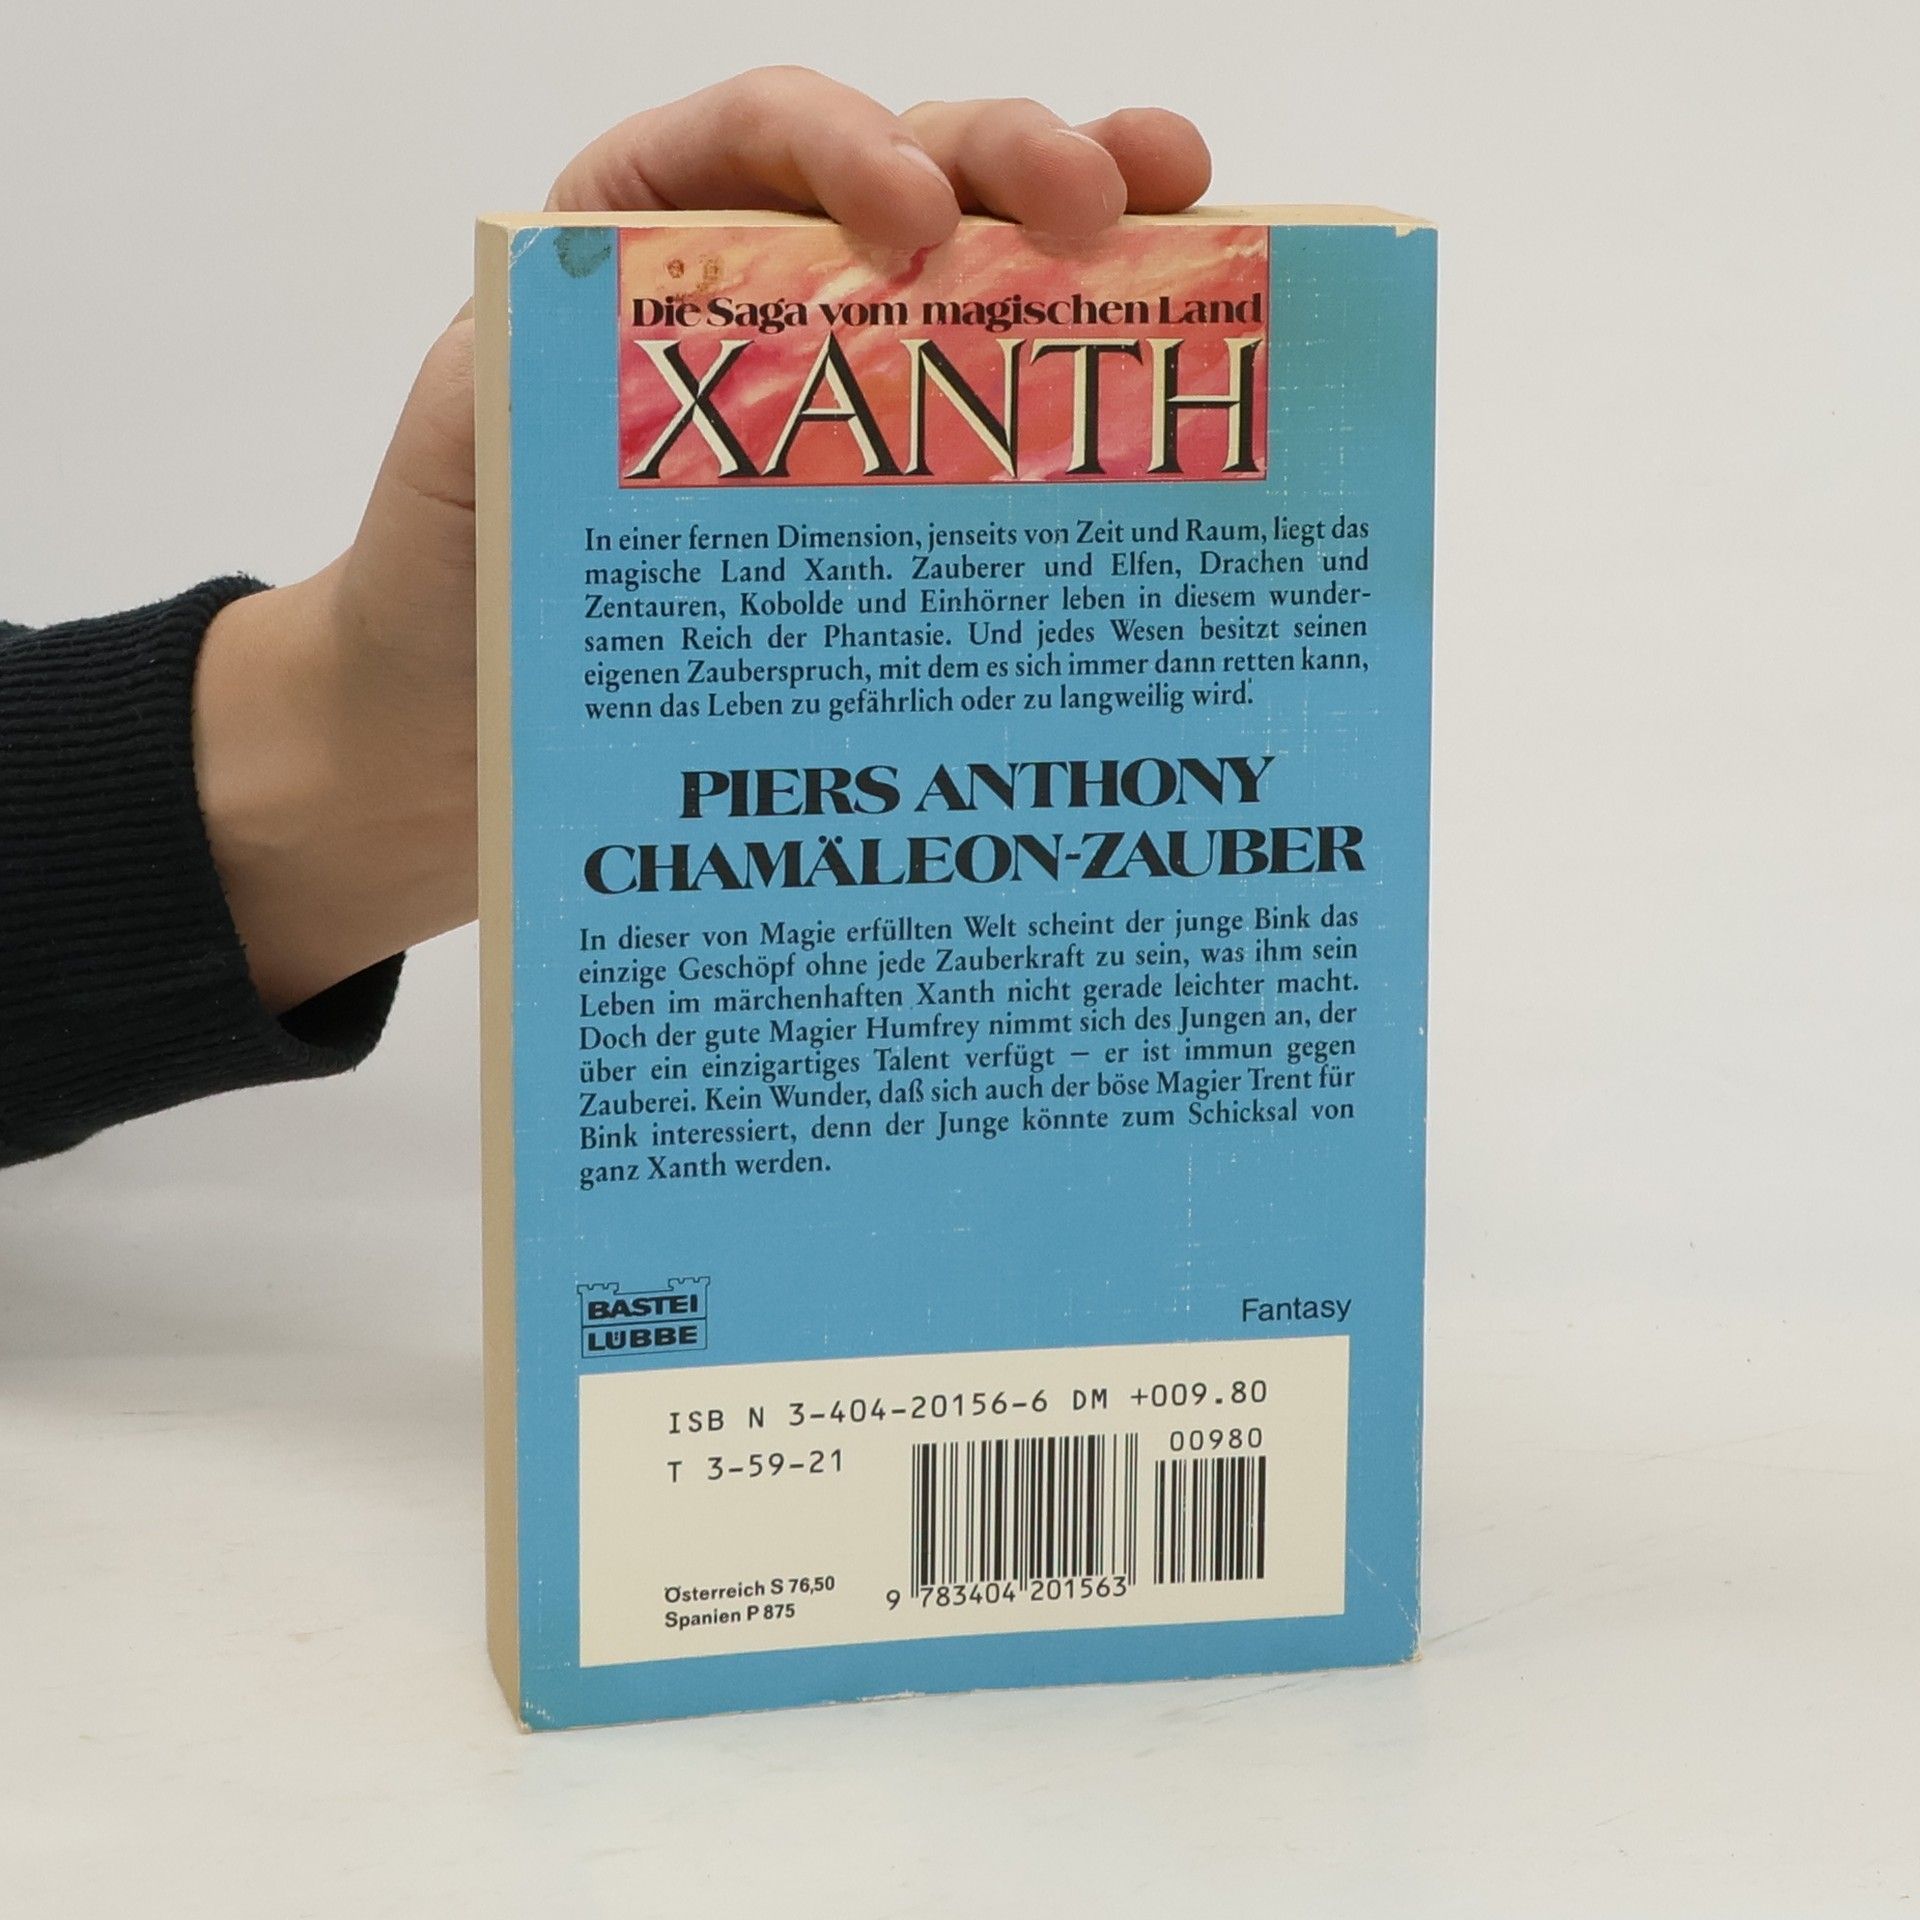 Die Saga vom magischen Land
XANTH
In einer fernen Dimension, jenseits von Zeit und Raum, liegt das
magische Land Xanth. Zauberer und Elfen, Drachen und
Zentauren, Kobolde und Einhörner leben in diesem wunder-
samen Reich der Phantasie. Und jedes Wesen besitzt seinen
eigenen Zauberspruch, mit dem es sich immer dann retten kann,
wenn das Leben zu gefährlich oder zu langweilig wird.
PIERS ANTHONY
CHAMÄLEON-ZAUBER
In dieser von Magie erfüllten Welt scheint der junge Bink das
einzige Geschöpf ohne jede Zauberkraft zu sein, was ihm sein
Leben im märchenhaften Xanth nicht gerade leichter macht.
Doch der gute Magier Humfrey nimmt sich des Jungen an, der
über ein einzigartiges Talent verfügt – er ist immun gegen
Zauberei. Kein Wunder, daß sich auch der böse Magier Trent für
Bink interessiert, denn der Junge könnte zum Schicksal von
ganz Xanth werden.
BASTEI
LÜBBE
Fantasy
ISB N 3-404-20156-6 DM +009.80
T 3-59-21
00980
Österreich S 76,50
Spanien P 875
9 783404 201563